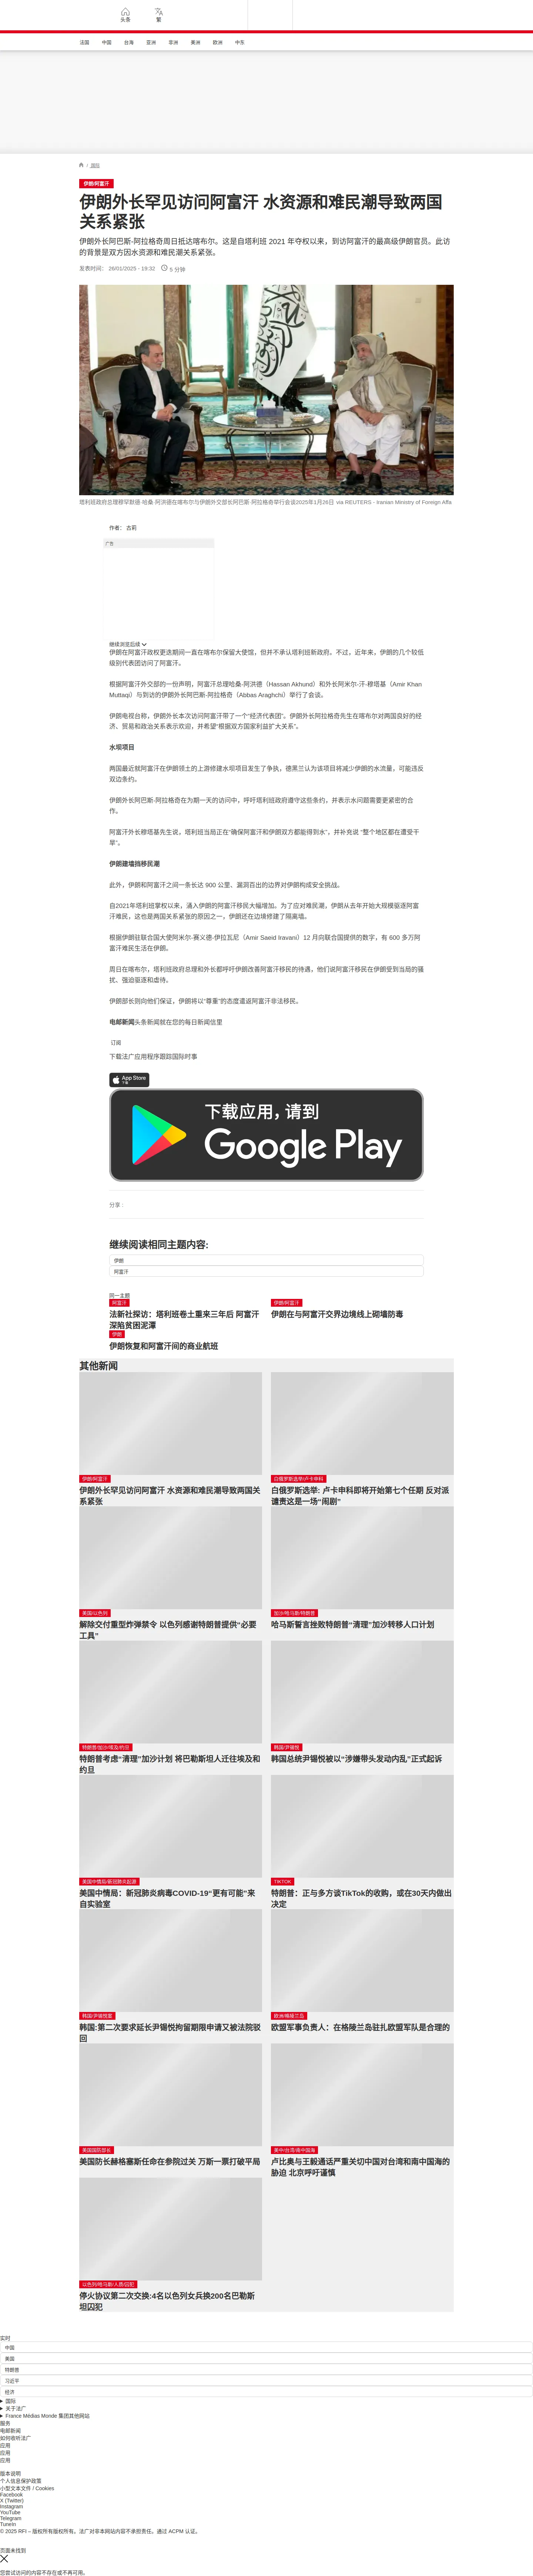 头条
繁
法国
中国
台海
亚洲
非洲
美洲
欧洲
中东
/ 国际
伊朗/阿富汗
伊朗外长罕见访问阿富汗 水资源和难民潮导致两国
关系紧张
伊朗外长阿巴斯-阿拉格奇周日抵达喀布尔。这是自塔利班 2021 年夺权以来，到访阿富汗的最高级伊朗官员。此访
的背景是双方因水资源和难民潮关系紧张。
发表时间： 26/01/2025 - 19:32
5 分钟
塔利班政府总理穆罕默德·哈桑·阿洪德在喀布尔与伊朗外交部长阿巴斯·阿拉格奇举行会谈2025年1月26日 via REUTERS - Iranian Ministry of Foreign Affa
作者： 古莉
广告
继续浏览后续
伊朗在阿富汗政权更迭期间一直在喀布尔保留大使馆，但并不承认塔利班新政府。不过，近年来，伊朗的几个较低
级别代表团访问了阿富汗。
根据阿富汗外交部的一份声明，阿富汗总理哈桑-阿洪德（Hassan Akhund）和外长阿米尔-汗-穆塔基（Amir Khan
Muttaqi）与到访的伊朗外长阿巴斯-阿拉格奇（Abbas Araghchi）举行了会谈。
伊朗电视台称，伊朗外长本次访问阿富汗带了一个“经济代表团”。伊朗外长阿拉格奇先生在喀布尔对两国良好的经
济、贸易和政治关系表示欢迎，并希望“根据双方国家利益扩大关系”。
水坝项目
两国最近就阿富汗在伊朗领土的上游修建水坝项目发生了争执，德黑兰认为该项目将减少伊朗的水流量，可能违反
双边条约。
伊朗外长阿巴斯-阿拉格奇在为期一天的访问中，呼吁塔利班政府遵守这些条约，并表示水问题需要更紧密的合
作。
阿富汗外长穆塔基先生说，塔利班当局正在“确保阿富汗和伊朗双方都能得到水”，并补充说 “整个地区都在遭受干
旱”。
伊朗建墙挡移民潮
此外，伊朗和阿富汗之间一条长达 900 公里、漏洞百出的边界对伊朗构成安全挑战。
自2021年塔利班掌权以来，涌入伊朗的阿富汗移民大幅增加。为了应对难民潮，伊朗从去年开始大规模驱逐阿富
汗难民，这也是两国关系紧张的原因之一，伊朗还在边境修建了隔离墙。
根据伊朗驻联合国大使阿米尔-赛义德-伊拉瓦尼（Amir Saeid Iravani）12 月向联合国提供的数字，有 600 多万阿
富汗难民生活在伊朗。
周日在喀布尔，塔利班政府总理和外长都呼吁伊朗改善阿富汗移民的待遇，他们说阿富汗移民在伊朗受到当局的骚
扰、强迫驱逐和虐待。
伊朗部长则向他们保证，伊朗将以“尊重”的态度遣返阿富汗非法移民。
电邮新闻头条新闻就在您的每日新闻信里
订阅
下载法广应用程序跟踪国际时事
App Store
下载
下载应用，请到
Google Play
分享 :
继续阅读相同主题内容:
伊朗
阿富汗
同一主题
阿富汗
法新社探访：塔利班卷土重来三年后 阿富汗
深陷贫困泥潭
伊朗/阿富汗
伊朗在与阿富汗交界边境线上砌墙防毒
伊朗
伊朗恢复和阿富汗间的商业航班
其他新闻
伊朗/阿富汗
伊朗外长罕见访问阿富汗 水资源和难民潮导致两国关
系紧张
白俄罗斯选举/卢卡申科
白俄罗斯选举: 卢卡申科即将开始第七个任期 反对派
谴责这是一场“闹剧”
美国/以色列
解除交付重型炸弹禁令 以色列感谢特朗普提供“必要
工具”
加沙/哈马斯/特朗普
哈马斯誓言挫败特朗普“清理”加沙转移人口计划
特朗普/加沙/埃及/约旦
特朗普考虑“清理”加沙计划 将巴勒斯坦人迁往埃及和
约旦
韩国/尹锡悦
韩国总统尹锡悦被以“涉嫌带头发动内乱”正式起诉
美国中情局/新冠肺炎起源
美国中情局：新冠肺炎病毒COVID-19“更有可能”来
自实验室
TIKTOK
特朗普：正与多方谈TikTok的收购，或在30天内做出
决定
韩国/尹锡悦案
韩国:第二次要求延长尹锡悦拘留期限申请又被法院驳
回
欧洲/格陵兰岛
欧盟军事负责人：在格陵兰岛驻扎欧盟军队是合理的
美国国防部长
美国防长赫格塞斯任命在参院过关 万斯一票打破平局
美中/台湾/南中国海
卢比奥与王毅通话严重关切中国对台湾和南中国海的
胁迫 北京呼吁谨慎
以色列/哈马斯/人质/囚犯
停火协议第二次交换:4名以色列女兵换200名巴勒斯
坦囚犯
实时
中国
美国
特朗普
习近平
经济
国际
关于法广
France Médias Monde 集团其他网站
服务
电邮新闻
如何收听法广
应用
应用
应用
版本说明
个人信息保护政策
小型文本文件 / Cookies
Facebook
X (Twitter)
Instagram
YouTube
Telegram
TuneIn
© 2025 RFI – 版权所有版权所有。法广对非本网站内容不承担责任。通过 ACPM 认证。
页面未找到
您尝试访问的内容不存在或不再可用。